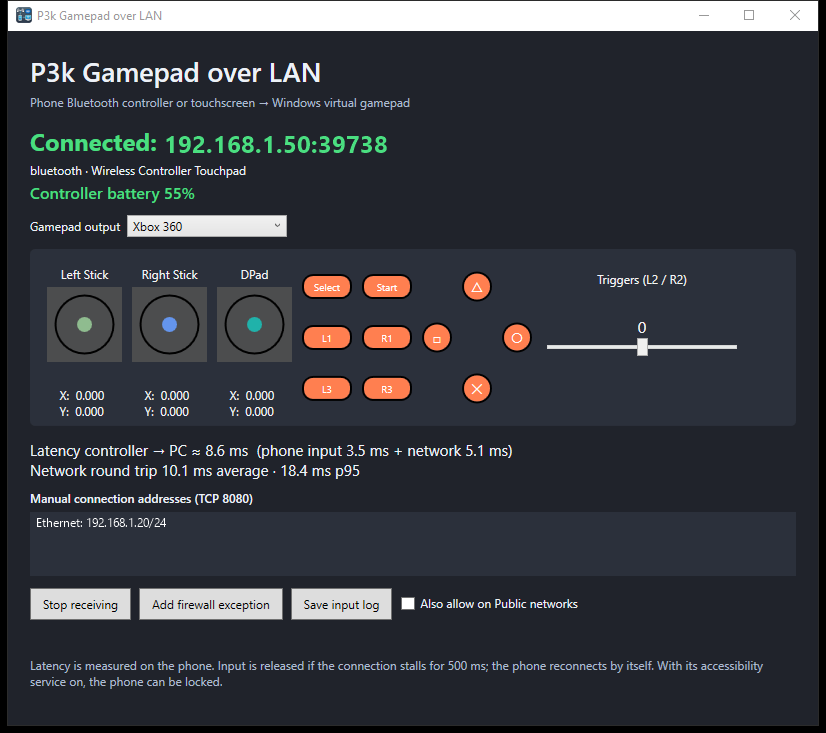 P3k Gamepad over LAN
P3k Gamepad over LAN
Phone Bluetooth controller or touchscreen → Windows virtual gamepad
Connected: 192.168.1.50:39738
bluetooth · Wireless Controller Touchpad
Controller battery 55%
Gamepad output Xbox 360
Left Stick Right Stick DPad
Select Start
Triggers (L2 / R2)
L1 R1
0
L3 R3
X: 0.000 X: 0.000 X: 0.000
Y: 0.000 Y: 0.000 Y: 0.000
Latency controller → PC ≈ 8.6 ms (phone input 3.5 ms + network 5.1 ms)
Network round trip 10.1 ms average · 18.4 ms p95
Manual connection addresses (TCP 8080)
Ethernet: 192.168.1.20/24
Stop receiving Add firewall exception Save input log Also allow on Public networks
Latency is measured on the phone. Input is released if the connection stalls for 500 ms; the phone reconnects by itself. With its accessibility
service on, the phone can be locked.